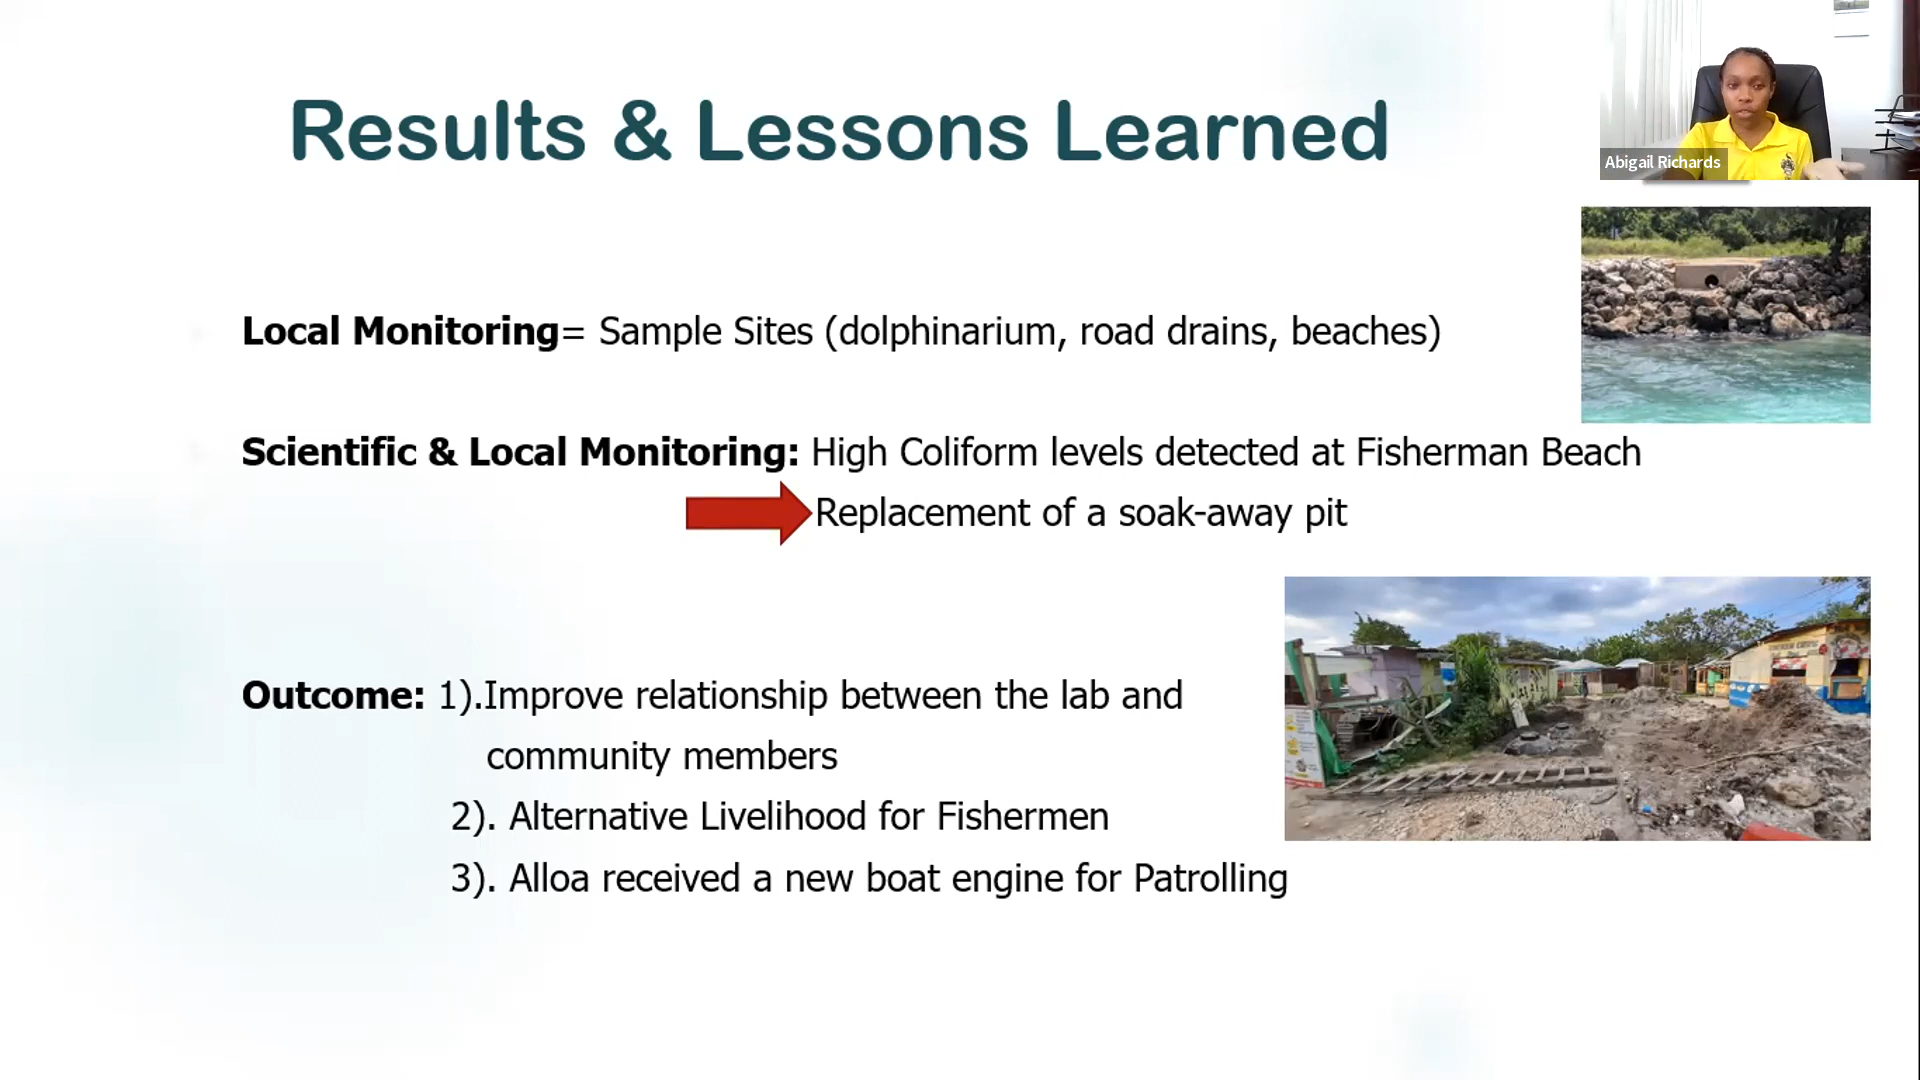 Results & Lessons Learned
Abigail Richards
Local Monitoring= Sample Sites (dolphinarium, road drains, beaches)
Scientific & Local Monitoring: High Coliform levels detected at Fisherman Beach
Replacement of a soak-away pit
Outcome: 1).Improve relationship between the lab and
community members
2). Alternative Livelihood for Fishermen
3). Alloa received a new boat engine for Patrolling